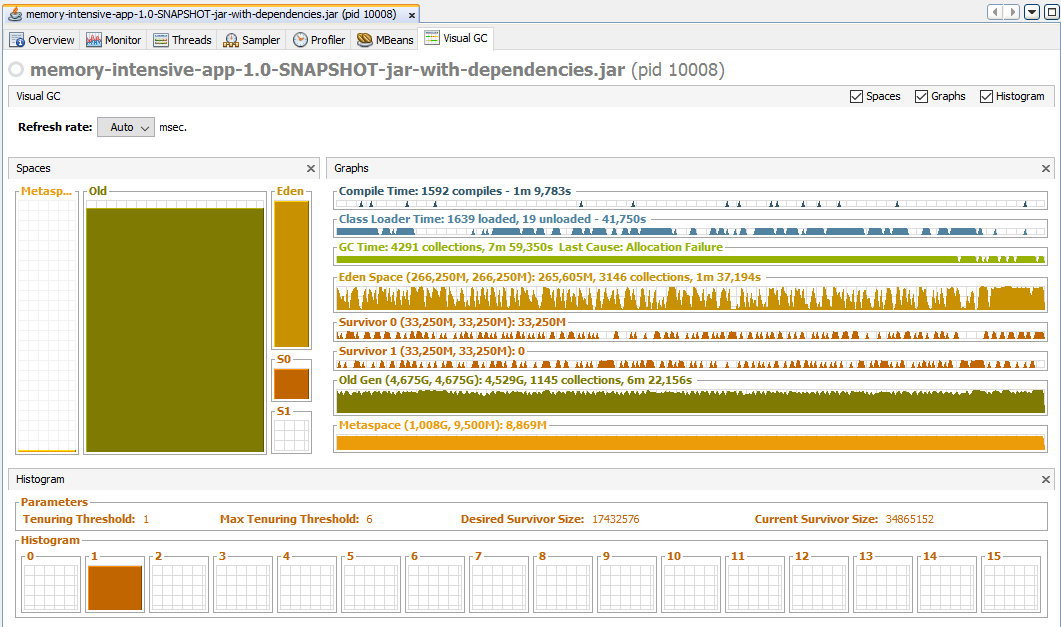 memory-intensive-app-1.0-SNAPSHOT-jar-with-dependencies.jar (pid 10008) ×
Overview Monitor Threads Sampler Profiler MBeans Visual GC
memory-intensive-app-1.0-SNAPSHOT-jar-with-dependencies.jar (pid 10008)
Visual GC Spaces Graphs Histogram
Refresh rate: Auto msec.
Spaces ×
Metasp... Old Eden
S0
S1
Graphs ×
Compile Time: 1592 compiles - 1m 9,783s
Class Loader Time: 1639 loaded, 19 unloaded - 41,750s
GC Time: 4291 collections, 7m 59,350s Last Cause: Allocation Failure
Eden Space (266,250M, 266,250M): 265,605M, 3146 collections, 1m 37,194s
Survivor 0 (33,250M, 33,250M): 33,250M
Survivor 1 (33,250M, 33,250M): 0
Old Gen (4,675G, 4,675G): 4,529G, 1145 collections, 6m 22,156s
Metaspace (1,008G, 9,500M): 8,869M
Histogram ×
Parameters
Tenuring Threshold: 1 Max Tenuring Threshold: 6 Desired Survivor Size: 17432576 Current Survivor Size: 34865152
Histogram
0 1 2 3 4 5 6 7 8 9 10 11 12 13 14 15